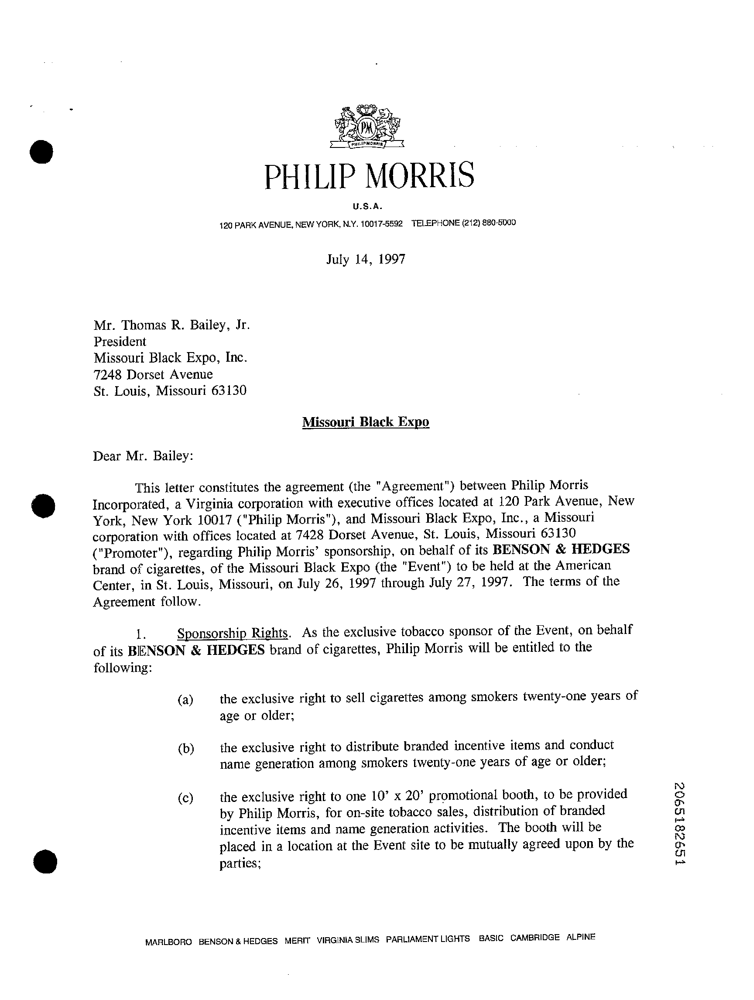 PM
PHILIP MORRIS
PHILIP MORRIS
U.S.A.
120 PARK AVENUE, NEW YORK, N.Y. 10017-5592 TELEPHONE (212) 880-5000
July 14, 1997
Mr. Thomas R. Bailey, Jr.
President
Missouri Black Expo, Inc.
7248 Dorset Avenue
St. Louis, Missouri 63130
Missouri Black Expo
Dear Mr. Bailey:
This letter constitutes the agreement (the "Agreement") between Philip Morris
Incorporated, a Virginia corporation with executive offices located at 120 Park Avenue, New
York, New York 10017 ("Philip Morris"), and Missouri Black Expo, Inc., a Missouri
corporation with offices located at 7428 Dorset Avenue, St. Louis, Missouri 63130
("Promoter"), regarding Philip Morris' sponsorship, on behalf of its BENSON & HEDGES
brand of cigarettes, of the Missouri Black Expo (the "Event") to be held at the American
Center, in St. Louis, Missouri, on July 26, 1997 through July 27, 1997. The terms of the
Agreement follow.
1. Sponsorship Rights. As the exclusive tobacco sponsor of the Event, on behalf
of its BENSON & HEDGES brand of cigarettes, Philip Morris will be entitled to the
following:
(a) the exclusive right to sell cigarettes among smokers twenty-one years of
age or older;
(b) the exclusive right to distribute branded incentive items and conduct
name generation among smokers twenty-one years of age or older;
(c) the exclusive right to one 10' x 20' promotional booth, to be provided
by Philip Morris, for on-site tobacco sales, distribution of branded
incentive items and name generation activities. The booth will be
placed in a location at the Event site to be mutually agreed upon by the
parties;
2065182651
MARLBORO BENSON & HEDGES MERIT VIRGINIA SLIMS PARLIAMENT LIGHTS BASIC CAMBRIDGE ALPINE